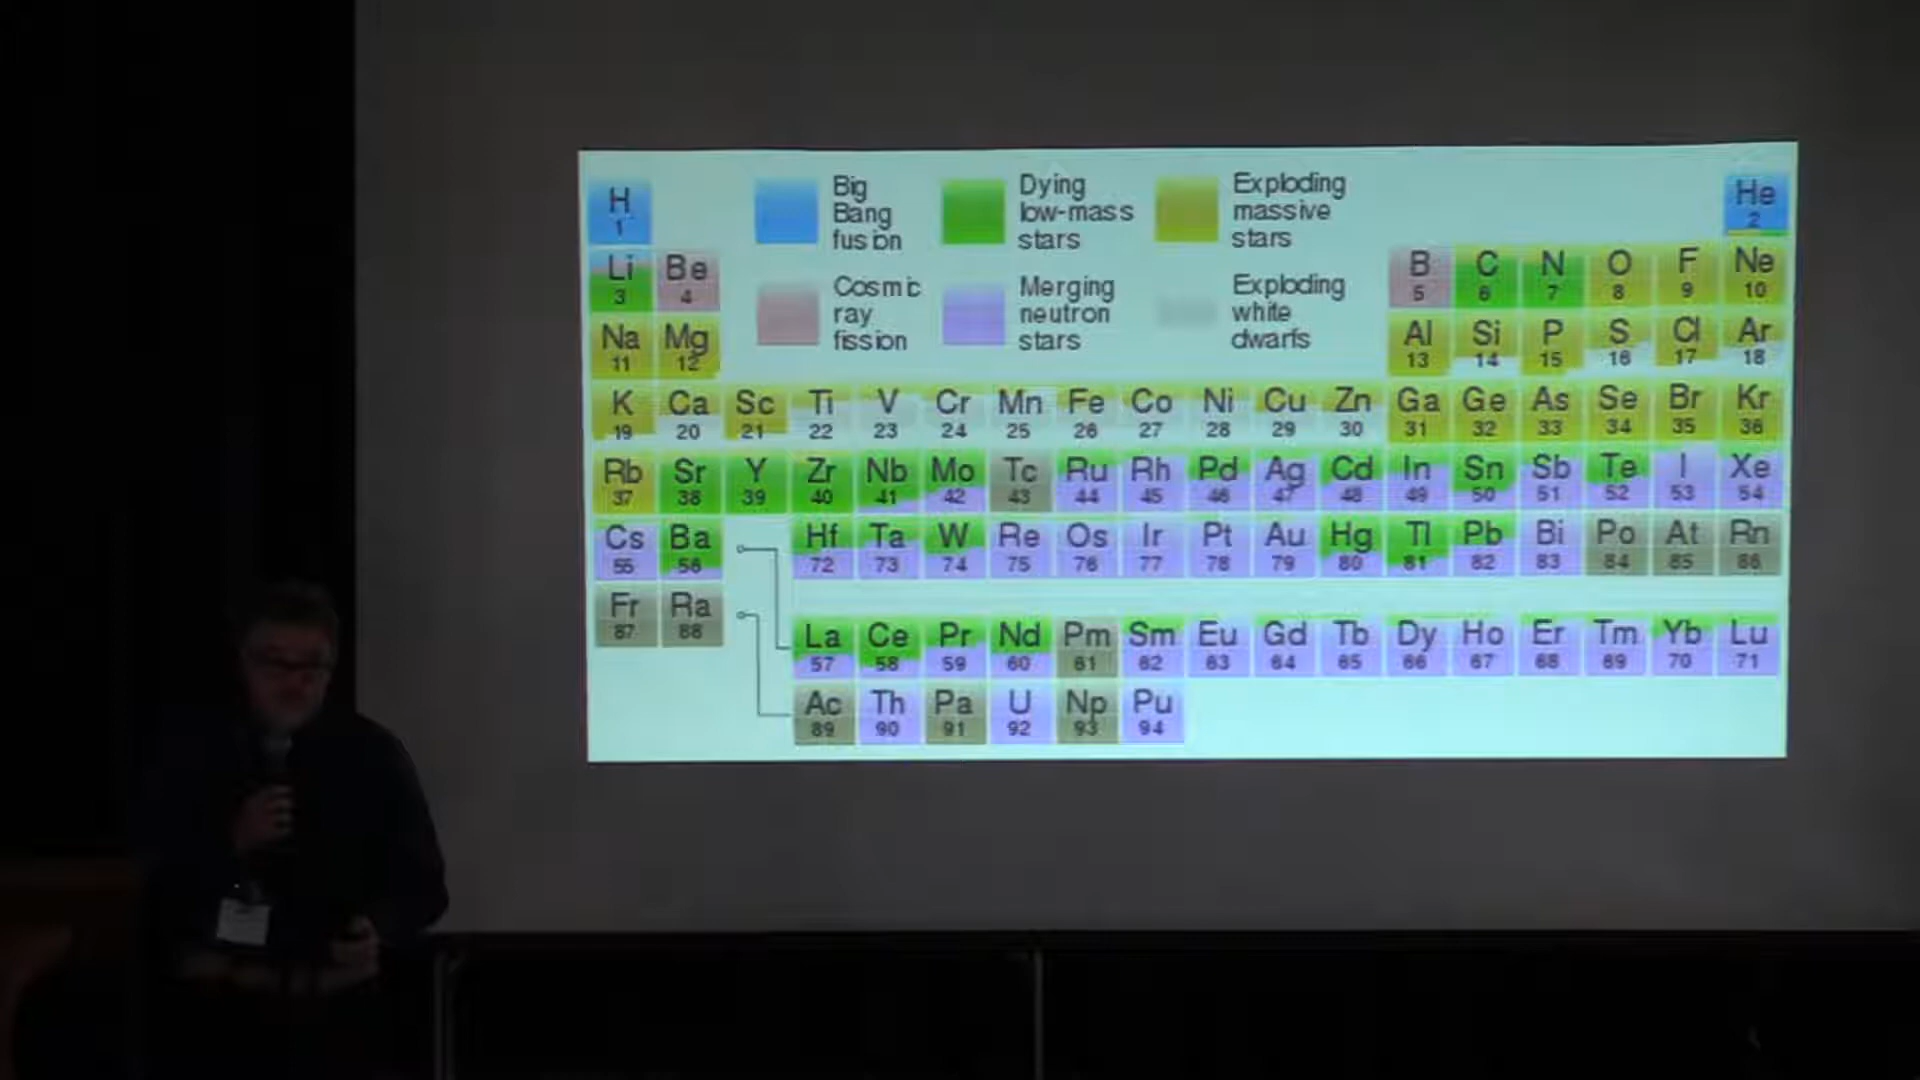 H
1
Big
Bang
fusion
Dying
low-mass
stars
Exploding
massive
stars
He
2
Li Be
3 4
Cosmic
ray
fission
Merging
neutron
stars
Exploding
white
dwarfs
B C N O F Ne
5 6 7 8 9 10
Na Mg
11 12
Al Si P S Cl Ar
13 14 15 16 17 18
K Ca Sc Ti V Cr Mn Fe Co Ni Cu Zn Ga Ge As Se Br Kr
19 20 21 22 23 24 25 26 27 28 29 30 31 32 33 34 35 36
Rb Sr Y Zr Nb Mo Tc Ru Rh Pd Ag Cd In Sn Sb Te I Xe
37 38 39 40 41 42 43 44 45 46 47 48 49 50 51 52 53 54
Cs Ba Hf Ta W Re Os Ir Pt Au Hg Tl Pb Bi Po At Rn
55 56 72 73 74 75 76 77 78 79 80 81 82 83 84 85 86
Fr Ra
87 88
La Ce Pr Nd Pm Sm Eu Gd Tb Dy Ho Er Tm Yb Lu
57 58 59 60 61 62 63 64 65 66 67 68 69 70 71
Ac Th Pa U Np Pu
89 90 91 92 93 94